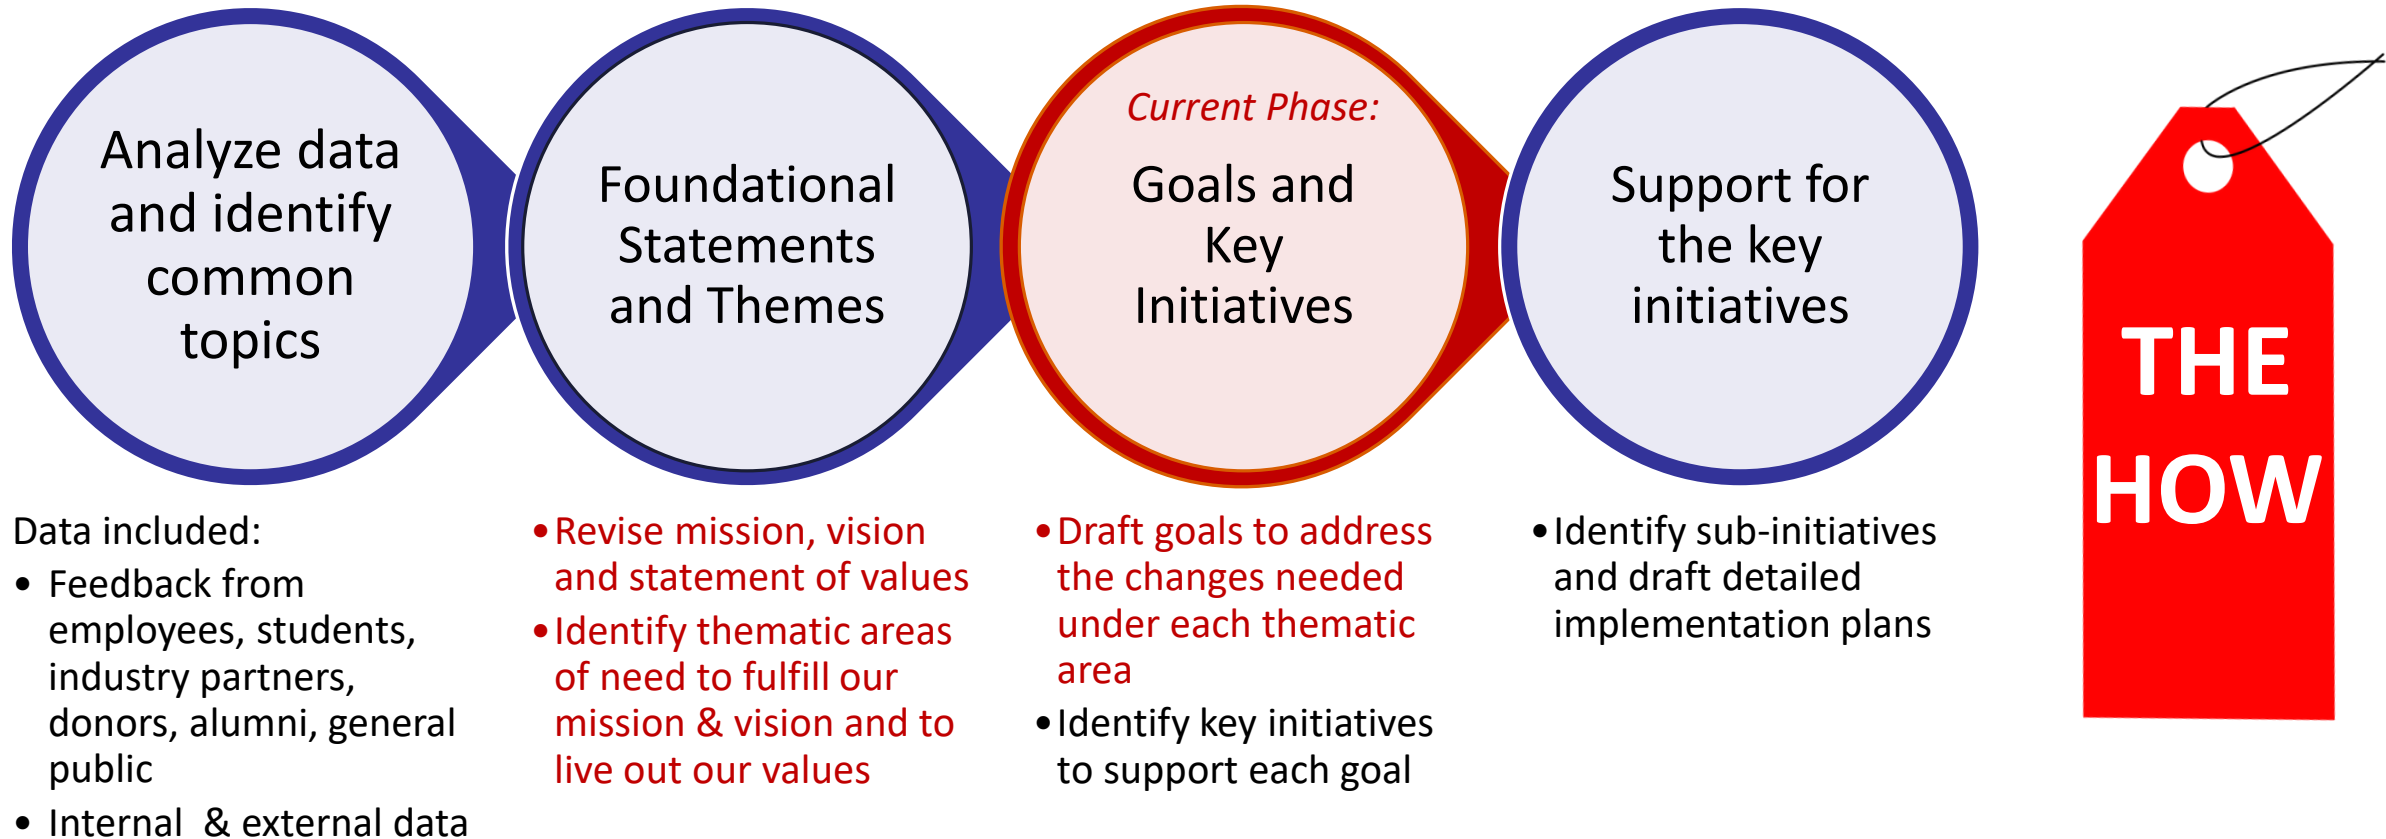 Analyze data
and identify
common
topics
Foundational
Statements
and Themes
Current Phase:
Goals and
Key
Initiatives
Support for
the key
initiatives
THE
HOW
Data included:
• Feedback from
employees, students,
industry partners,
donors, alumni, general
public
• Internal & external data
•Revise mission, vision
and statement of values
•Identify thematic areas
of need to fulfill our
mission & vision and to
live out our values
•Draft goals to address
the changes needed
under each thematic
area
•Identify key initiatives
to support each goal
•Identify sub-initiatives
and draft detailed
implementation plans